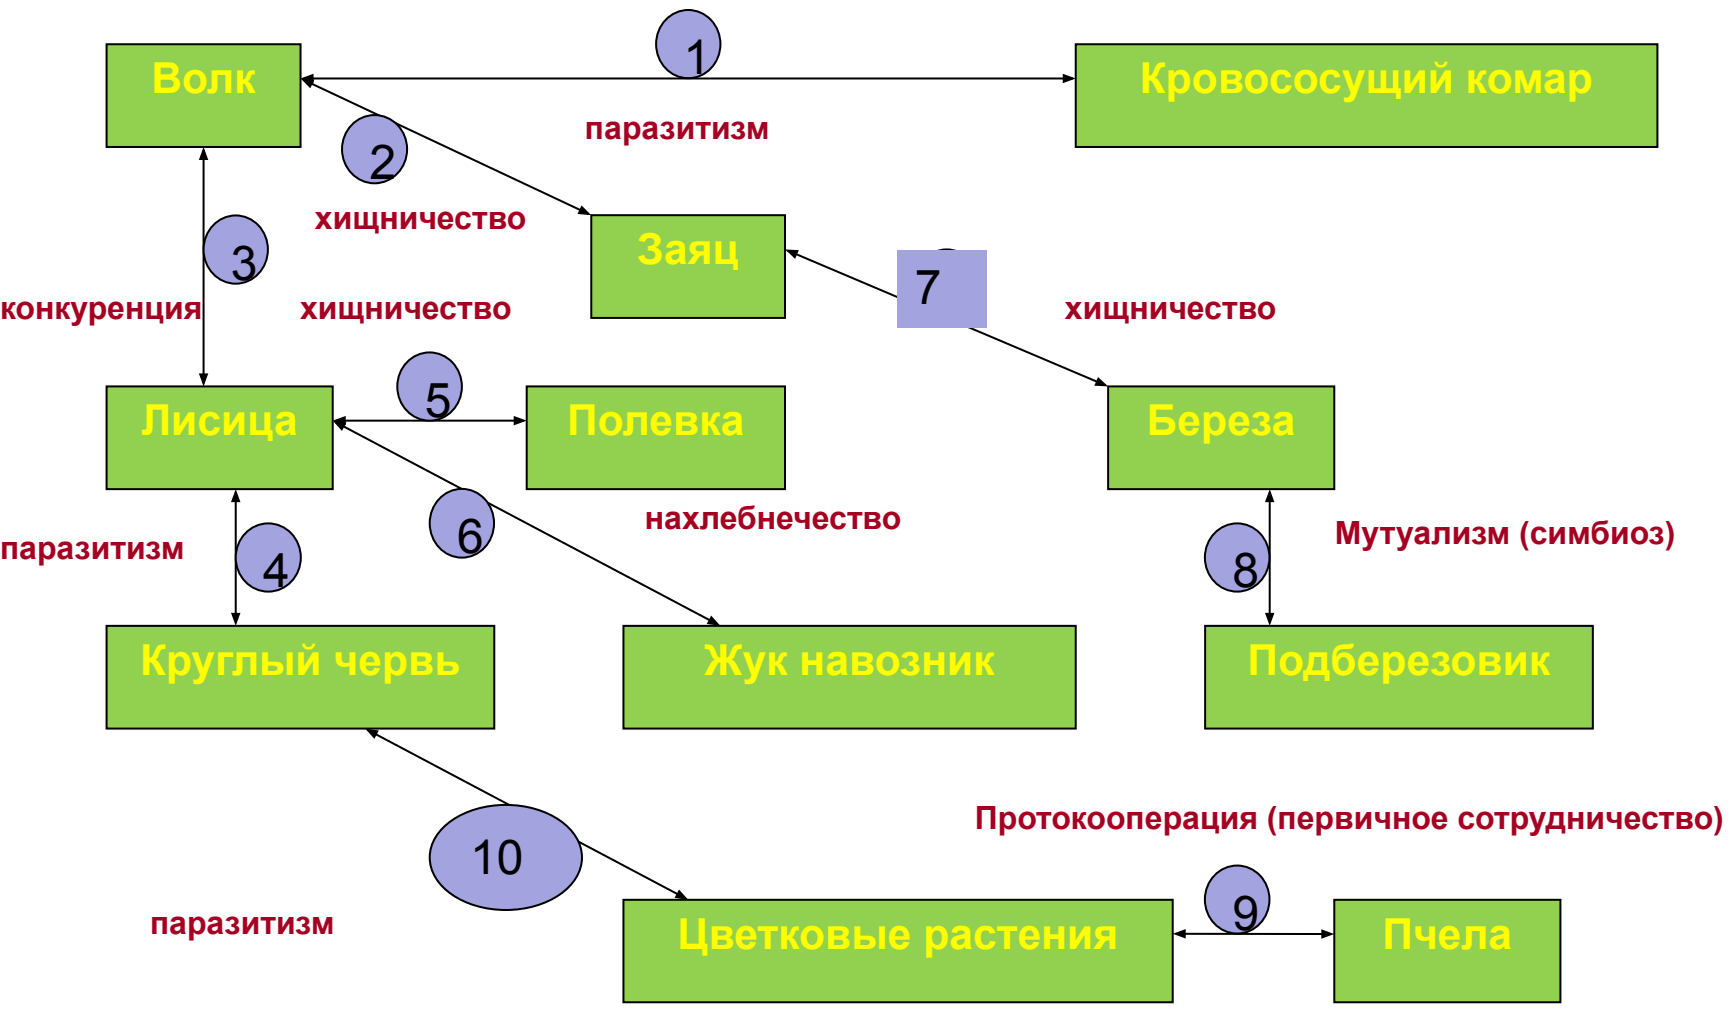 1
Волк
Кровососущий комар
паразитизм
2
хищничество
3
Заяц
7
конкуренция
хищничество
хищничество
5
Лисица
Полевка
Береза
6
нахлебнечество
Мутуализм (симбиоз)
паразитизм
4
8
Круглый червь
Жук навозник
Подберезовик
Протокооперация (первичное сотрудничество)
10
9
паразитизм
Цветковые растения
Пчела